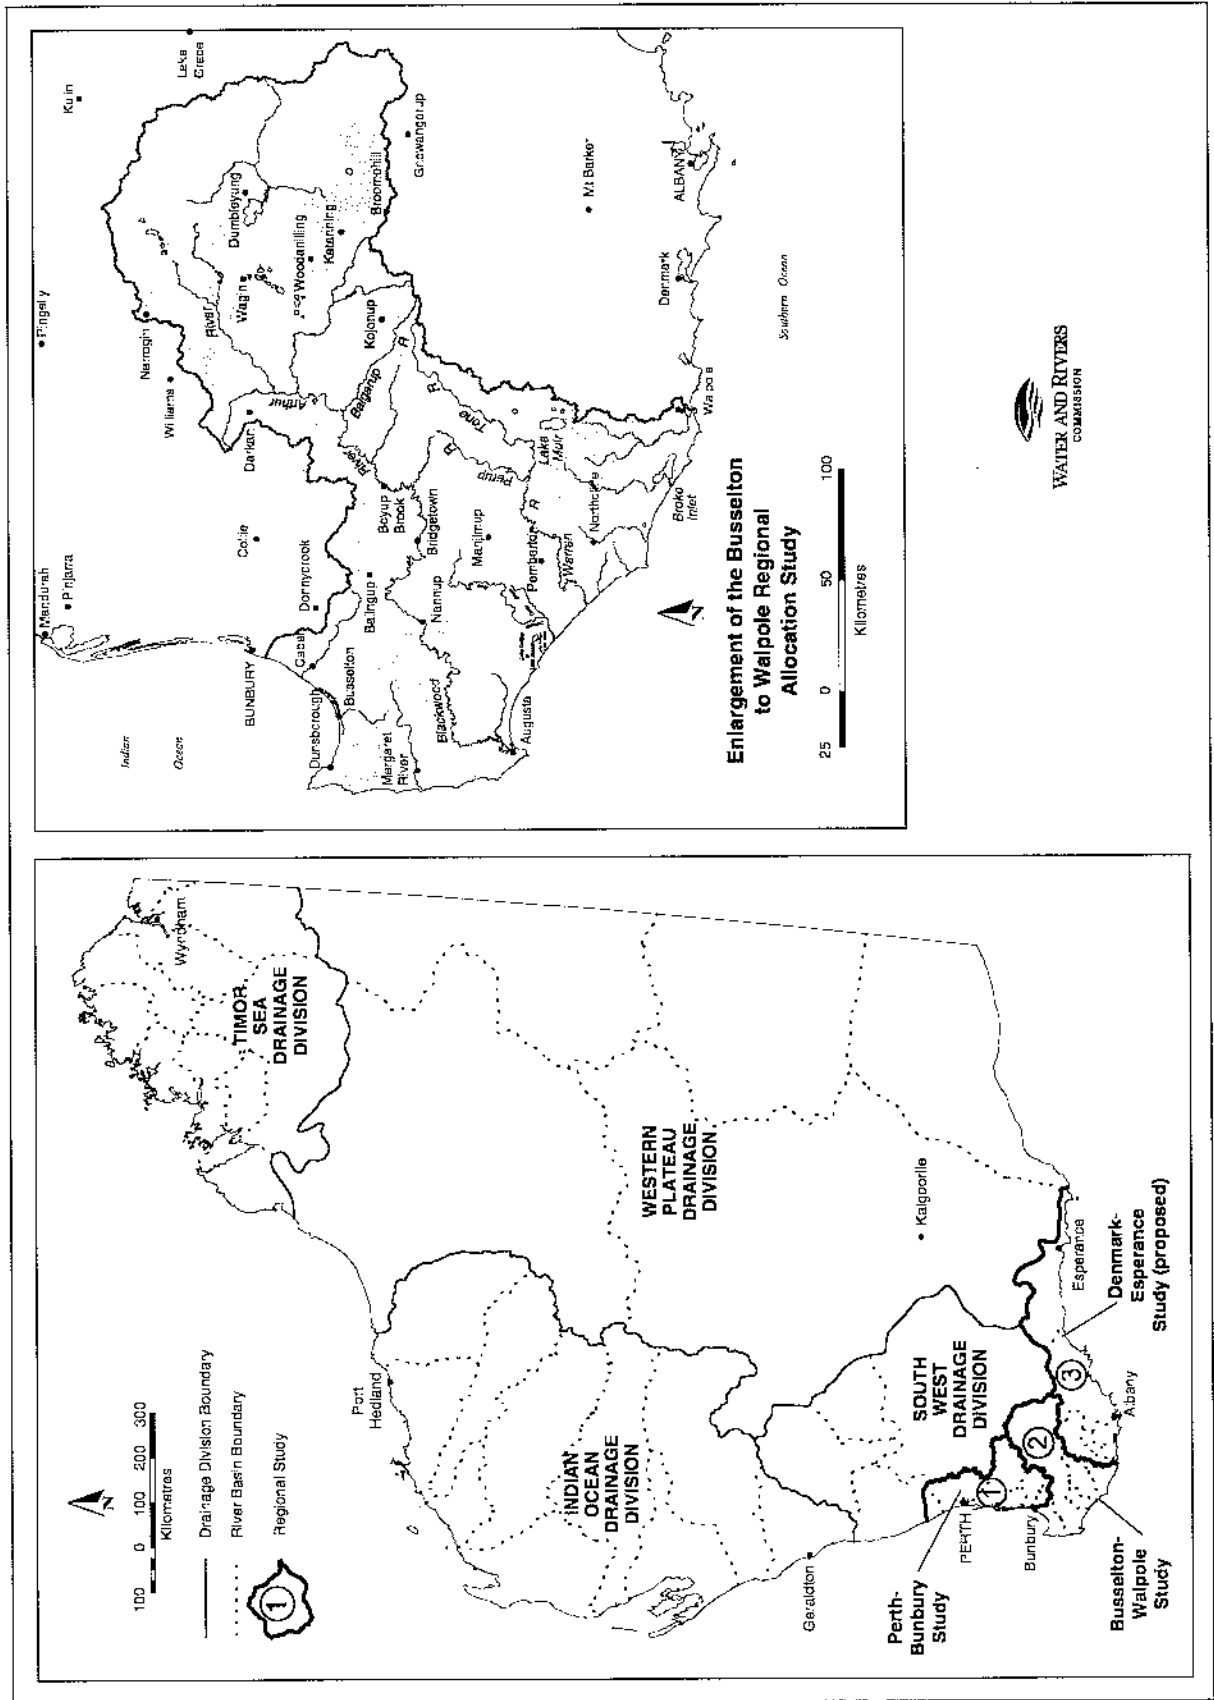 100 0 100 200 300
Kilometres
N
Drainage Division Boundary
River Basin Boundary
1
Regional Study
Wyndham
TIMOR
SEA
DRAINAGE
DIVISION
Port
Hedland
INDIAN
OCEAN
DRAINAGE
DIVISION
WESTERN
PLATEAU
DRAINAGE
DIVISION
Geraldton
Kalgoorlie
SOUTH
WEST
DRAINAGE
DIVISION
Perth-
Bunbury
Study
PERTH
1
2
3
Bunbury
Esperance
Albany
Denmark-
Esperance
Study (proposed)
Busselton-
Walpole
Study
Mandurah
Pinjarra
Pingelly
Kulin
Lake
Grace
Indian
Ocean
Narrogin
Williams
River
Arthur
Darkan
Wagin
Dumbleyung
Woodanilling
Katanning
Broomehill
Gnowangerup
Collie
BUNBURY
Capel
Donnybrook
Dunsborough
Busselton
Balingup
Boyup
Brook
River
Balgarup
Kojonup
R
Margaret
River
Blackwood
Nannup
Bridgetown
Tone
R
Perup
R
Manjimup
Augusta
Pemberton
R
Warren
Lake
Muir
Northcliffe
Broke
Inlet
Walpole
Denmark
Mt Barker
ALBANY
Southern Ocean
N
Enlargement of the Busselton
to Walpole Regional
Allocation Study
25 0 50 100
Kilometres
WATER AND RIVERS
COMMISSION